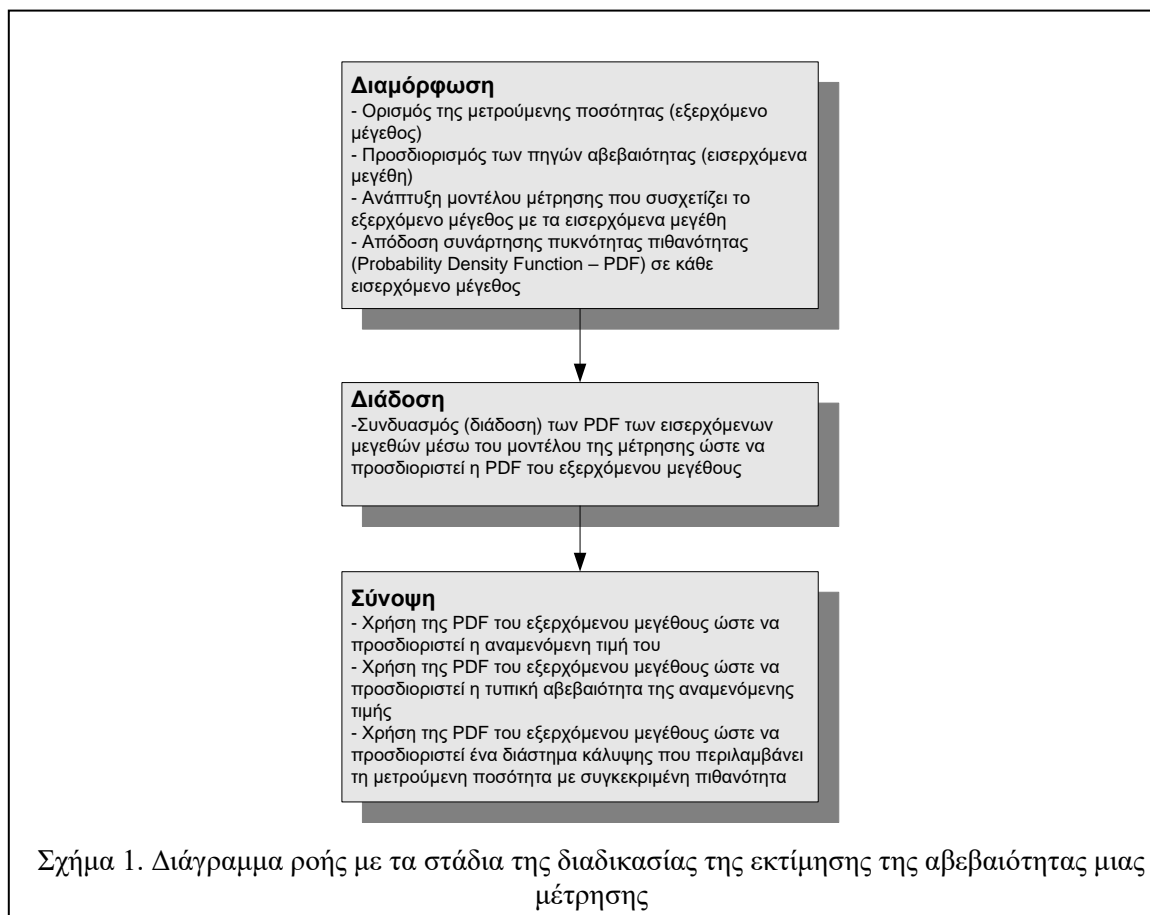 Διαμόρφωση
- Ορισμός της μετρούμενης ποσότητας (εξερχόμενο
μέγεθος)
- Προσδιορισμός των πηγών αβεβαιότητας (εισερχόμενα
μεγέθη)
- Ανάπτυξη μοντέλου μέτρησης που συσχετίζει το
εξερχόμενο μέγεθος με τα εισερχόμενα μεγέθη
- Απόδοση συνάρτησης πυκνότητας πιθανότητας
(Probability Density Function – PDF) σε κάθε
εισερχόμενο μέγεθος
Διάδοση
-Συνδυασμός (διάδοση) των PDF των εισερχόμενων
μεγεθών μέσω του μοντέλου της μέτρησης ώστε να
προσδιοριστεί η PDF του εξερχόμενου μεγέθους
Σύνοψη
- Χρήση της PDF του εξερχόμενου μεγέθους ώστε να
προσδιοριστεί η αναμενόμενη τιμή του
- Χρήση της PDF του εξερχόμενου μεγέθους ώστε να
προσδιοριστεί η τυπική αβεβαιότητα της αναμενόμενης
τιμής
- Χρήση της PDF του εξερχόμενου μεγέθους ώστε να
προσδιοριστεί ένα διάστημα κάλυψης που περιλαμβάνει
τη μετρούμενη ποσότητα με συγκεκριμένη πιθανότητα
Σχήμα 1. Διάγραμμα ροής με τα στάδια της διαδικασίας της εκτίμησης της αβεβαιότητας μιας
μέτρησης